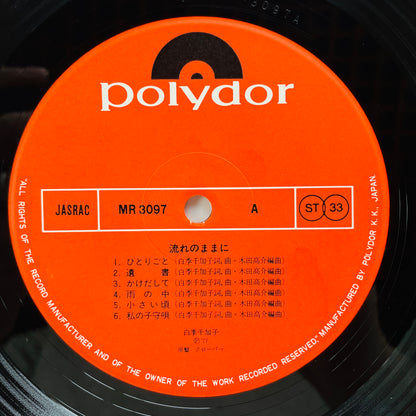 3097A
polydor
JASRAC
MR 3097
A
ST 33
流れのままに
1. ひとりごと (白季千加子詞, 曲・木田高介編曲)
2. 遺書 (白季千加子詞, 曲・木田高介編曲)
3. かけだして (白季千加子詞, 曲・木田高介編曲)
4. 雨の中 (白季千加子詞, 曲・木田高介編曲)
5. 小さい頃 (白季千加子詞, 曲・木田高介編曲)
6. 私の子守唄 (白季千加子詞, 曲・木田高介編曲)
白季千加子
"ALL RIGHTS OF THE RECORD MANUFACTURER AND OF THE OWNER OF THE WORK RECORDED RESERVED," MANUFACTURED BY POLYDOR K. K., JAPAN.